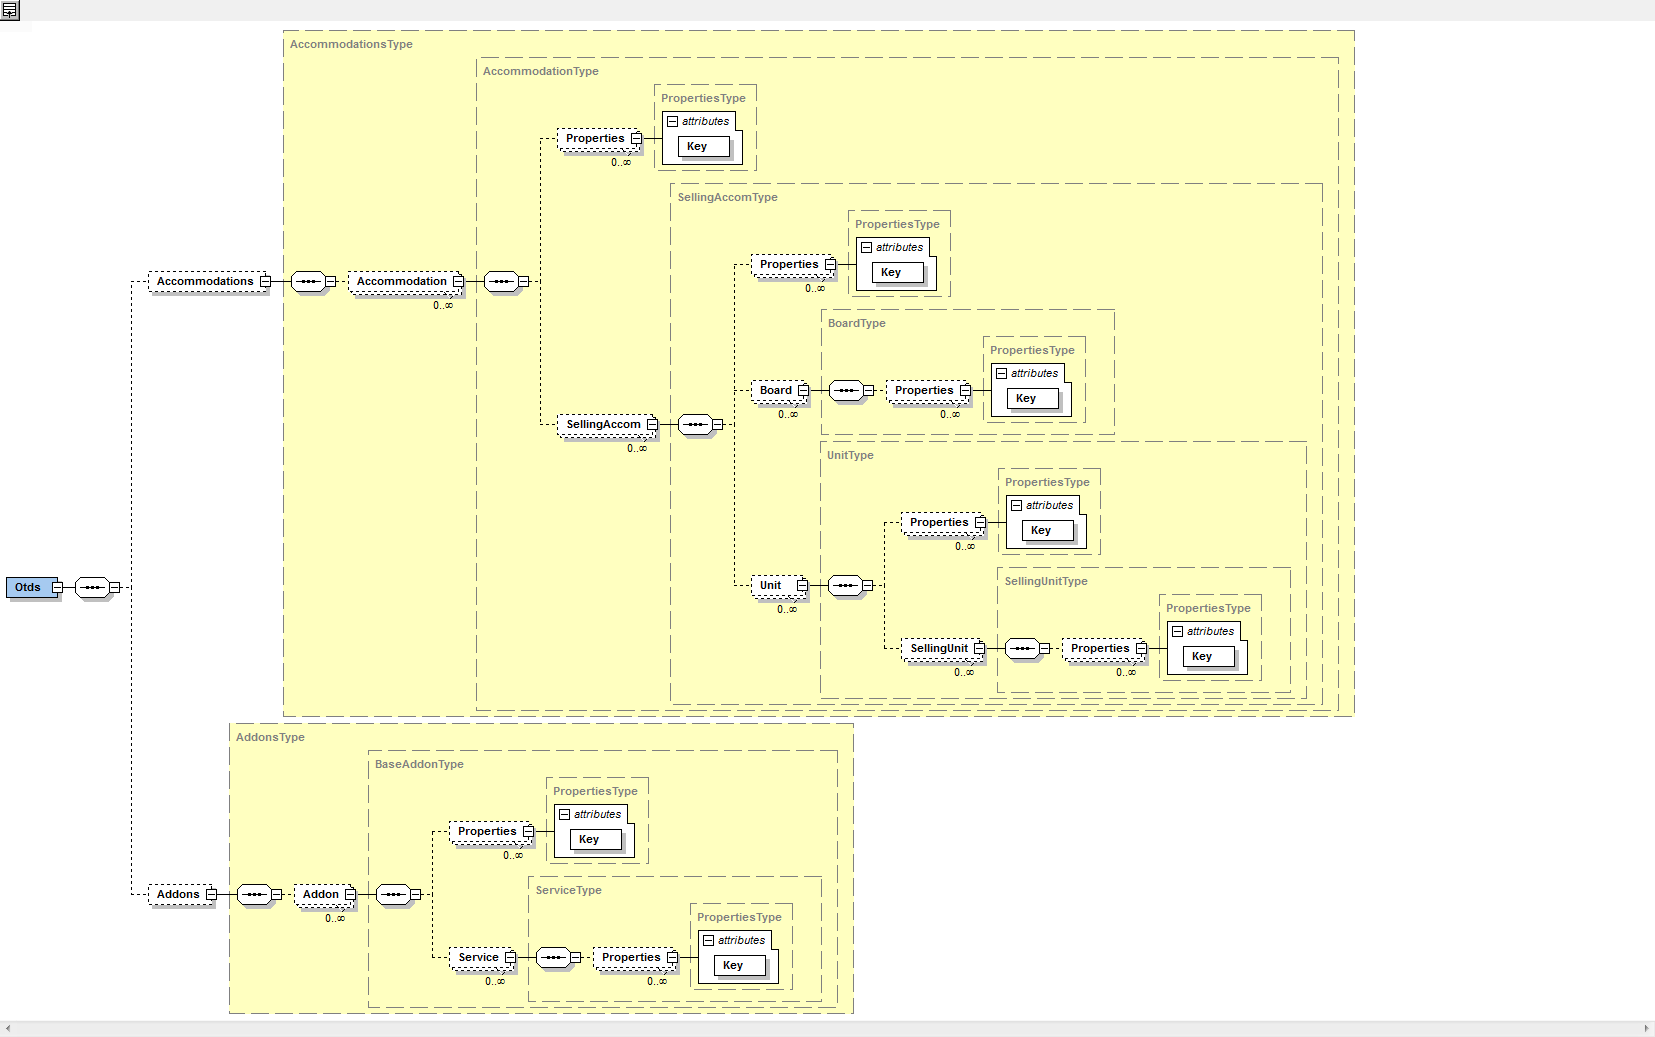 AccommodationsType
AccommodationType
PropertiesType
attributes
Properties
Key
0..∞
SellingAccomType
PropertiesType
attributes
Properties
Key
0..∞
Accommodations
Accommodation
0..∞
BoardType
PropertiesType
attributes
Board
Properties
Key
0..∞
0..∞
SellingAccom
0..∞
UnitType
PropertiesType
attributes
Properties
Key
0..∞
Otds
Unit
0..∞
SellingUnitType
PropertiesType
attributes
SellingUnit
Properties
Key
0..∞
0..∞
AddonsType
BaseAddonType
PropertiesType
attributes
Properties
Key
0..∞
Addons
Addon
0..∞
ServiceType
PropertiesType
attributes
Service
Properties
Key
0..∞
0..∞